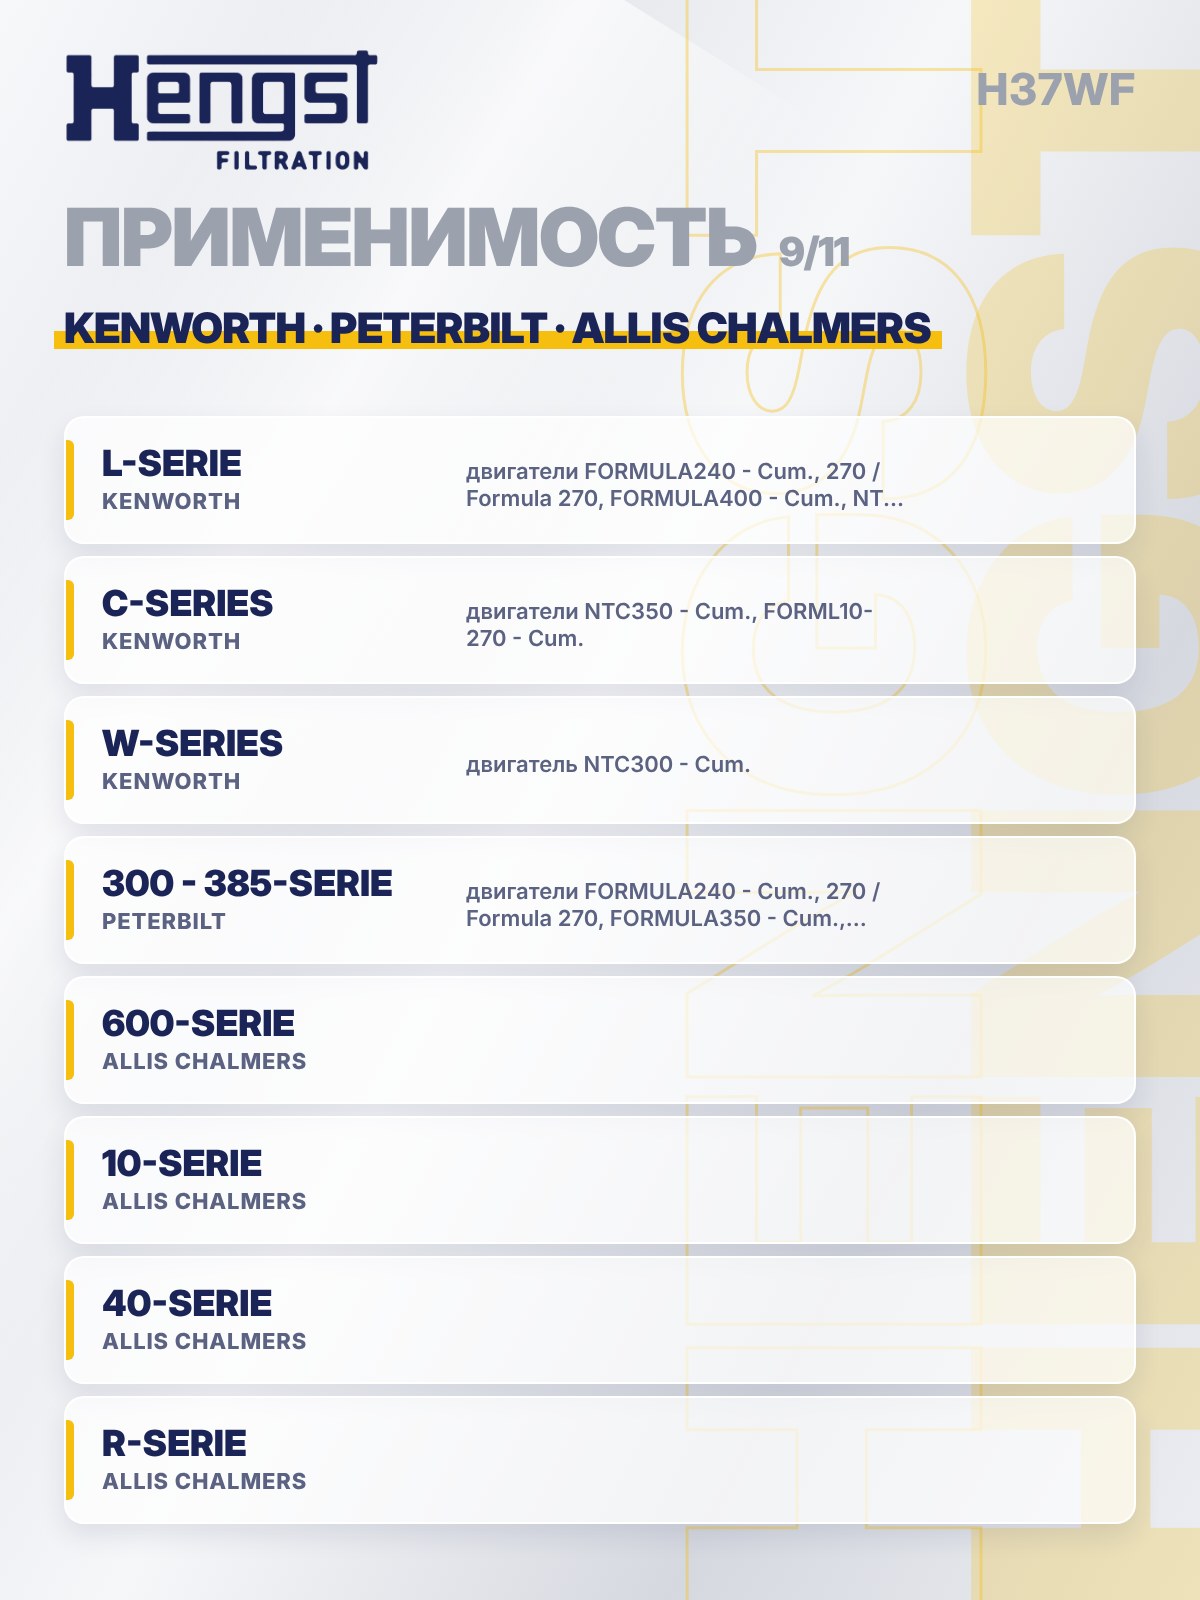 Hengst
FILTRATION
H37WF
ПРИМЕНИМОСТЬ 9/11
KENWORTH · PETERBILT · ALLIS CHALMERS
L-SERIE
KENWORTH
двигатели FORMULA240 - Cum., 270 /
Formula 270, FORMULA400 - Cum., NT...
C-SERIES
KENWORTH
двигатели NTC350 - Cum., FORML10-
270 - Cum.
W-SERIES
KENWORTH
двигатель NTC300 - Cum.
300 - 385-SERIE
PETERBILT
двигатели FORMULA240 - Cum., 270 /
Formula 270, FORMULA350 - Cum.,...
600-SERIE
ALLIS CHALMERS
10-SERIE
ALLIS CHALMERS
40-SERIE
ALLIS CHALMERS
R-SERIE
ALLIS CHALMERS
HENGST
HENGST